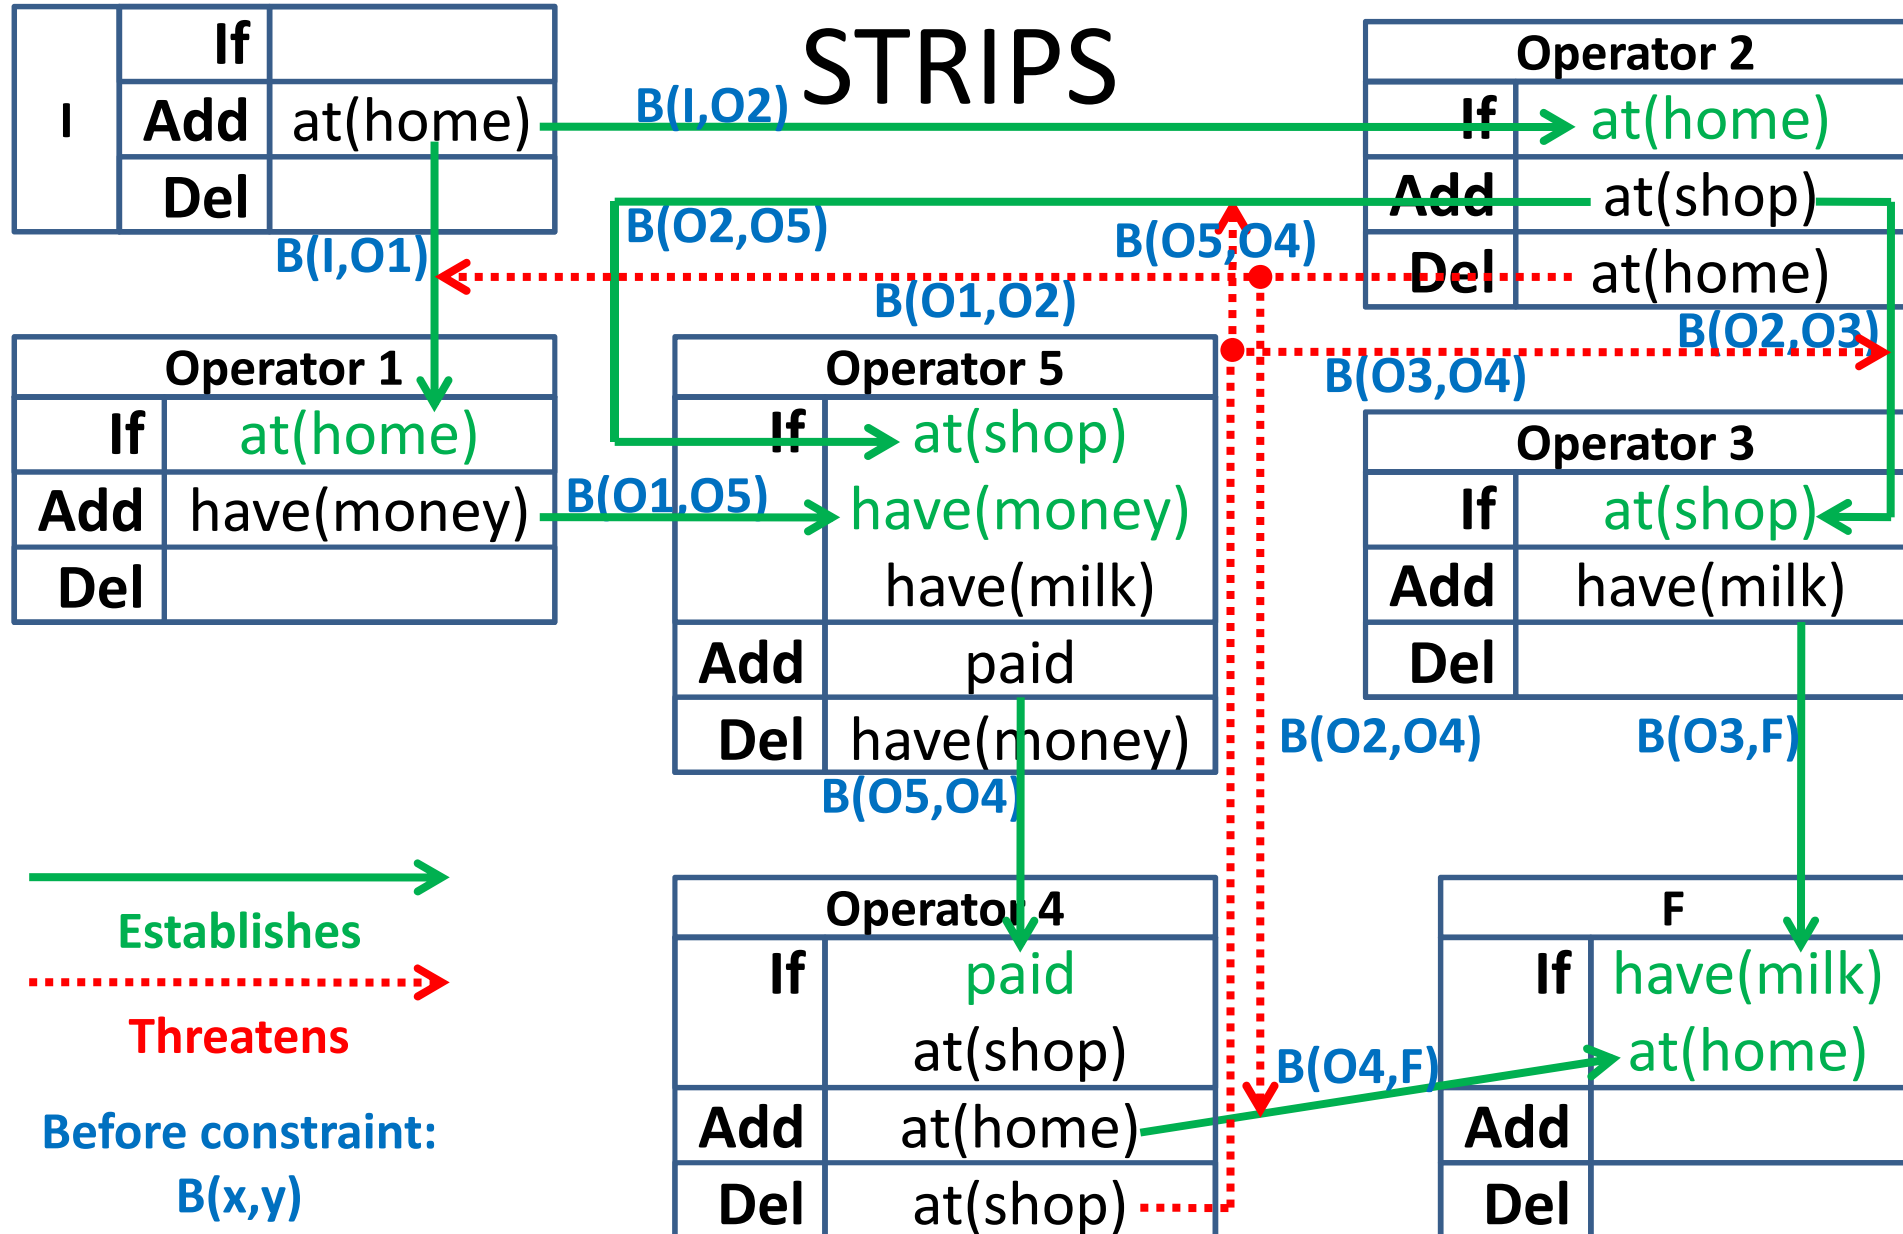 STRIPS
I
If
Add at(home)
Del
B(I,O2)
Operator 2
If at(home)
Add at(shop)
Del at(home)
B(I,O1)
B(O2,O5)
B(O5,O4)
B(O1,O2)
B(O2,O3)
B(O3,O4)
Operator 1
If at(home)
Add have(money)
Del
B(O1,O5)
Operator 5
If at(shop)
have(money)
have(milk)
Add paid
Del have(money)
Operator 3
If at(shop)
Add have(milk)
Del
B(O5,O4)
B(O2,O4)
B(O3,F)
Establishes
Threatens
Before constraint:
B(x,y)
Operator 4
If paid
at(shop)
Add at(home)
Del at(shop)
B(O4,F)
F
If have(milk)
at(home)
Add
Del